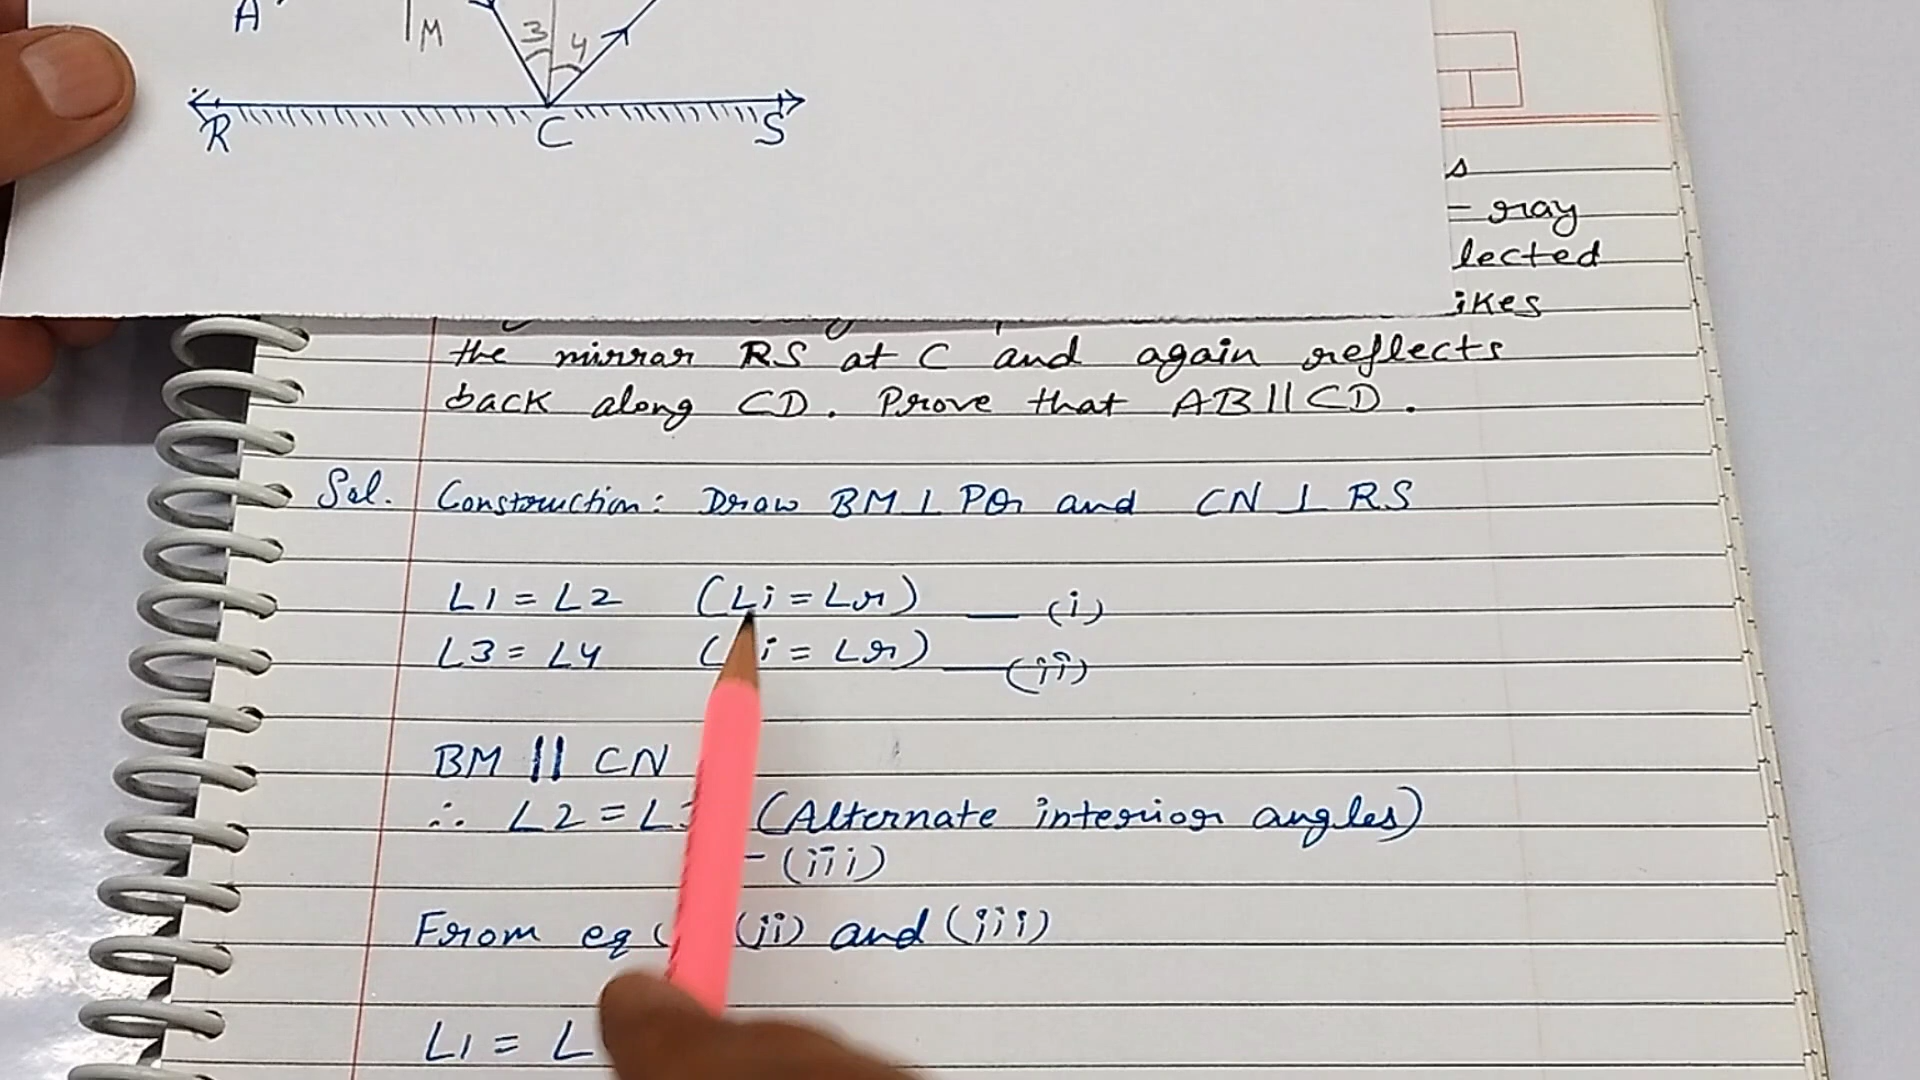 A
M
3 4
R C S
s
- ray
lected
ikes
the mirror RS at C and again reflects
back along CD. Prove that AB || CD.
Sol. Construction: Draw BM ⊥ PQ and CN ⊥ RS
∠1 = ∠2 (∠i = ∠r) — (i)
∠3 = ∠4 ( i = ∠r) — (ii)
BM || CN
∴ ∠2 = ∠3 (Alternate interior angles)
- (iii)
From eq ( (ii) and (iii)
∠1 = ∠